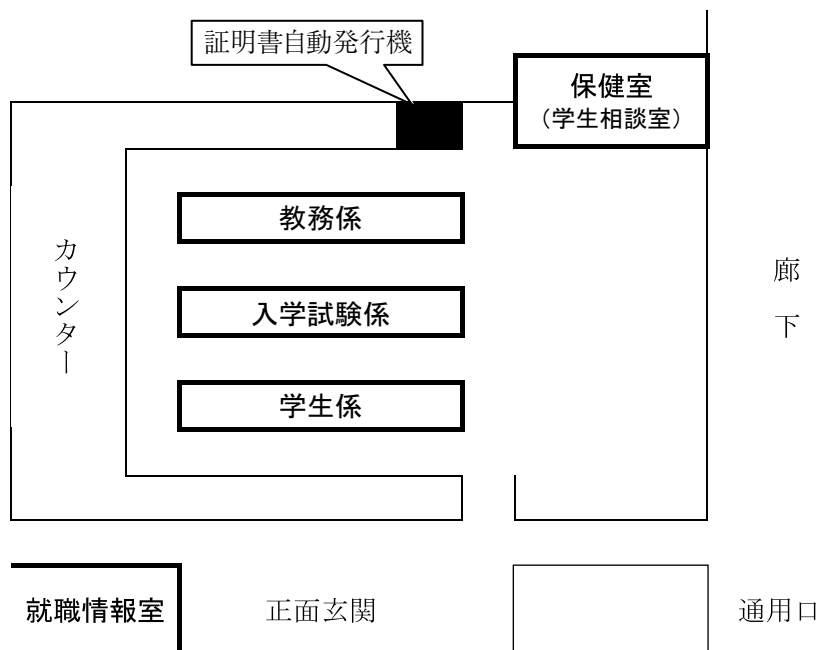 証明書自動発行機
保健室
（学生相談室）
教務係
カウンター
入学試験係
廊下
学生係
就職情報室
正面玄関
通用口